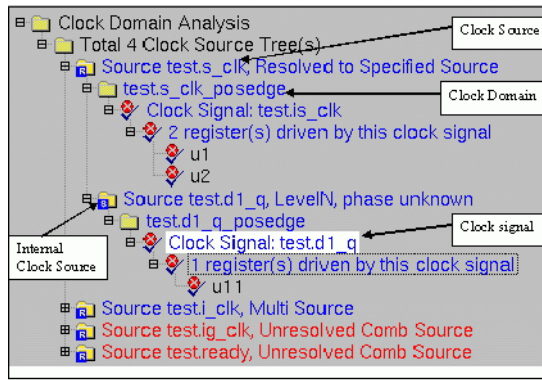 Clock Domain Analysis
Total 4 Clock Source Tree(s)
Clock Source
Source test.s_clk, Resolved to Specified Source
test.s_clk_posedge
Clock Domain
Clock Signal: test.is_clk
2 register(s) driven by this clock signal
u1
u2
Source test.d1_q, LevelN, phase unknown
test.d1_q_posedge
Clock signal
Internal
Clock Source
Clock Signal: test.d1_q
1 register(s) driven by this clock signal
u11
Source test.i_clk, Multi Source
Source test.ig_clk, Unresolved Comb Source
Source test.ready, Unresolved Comb Source